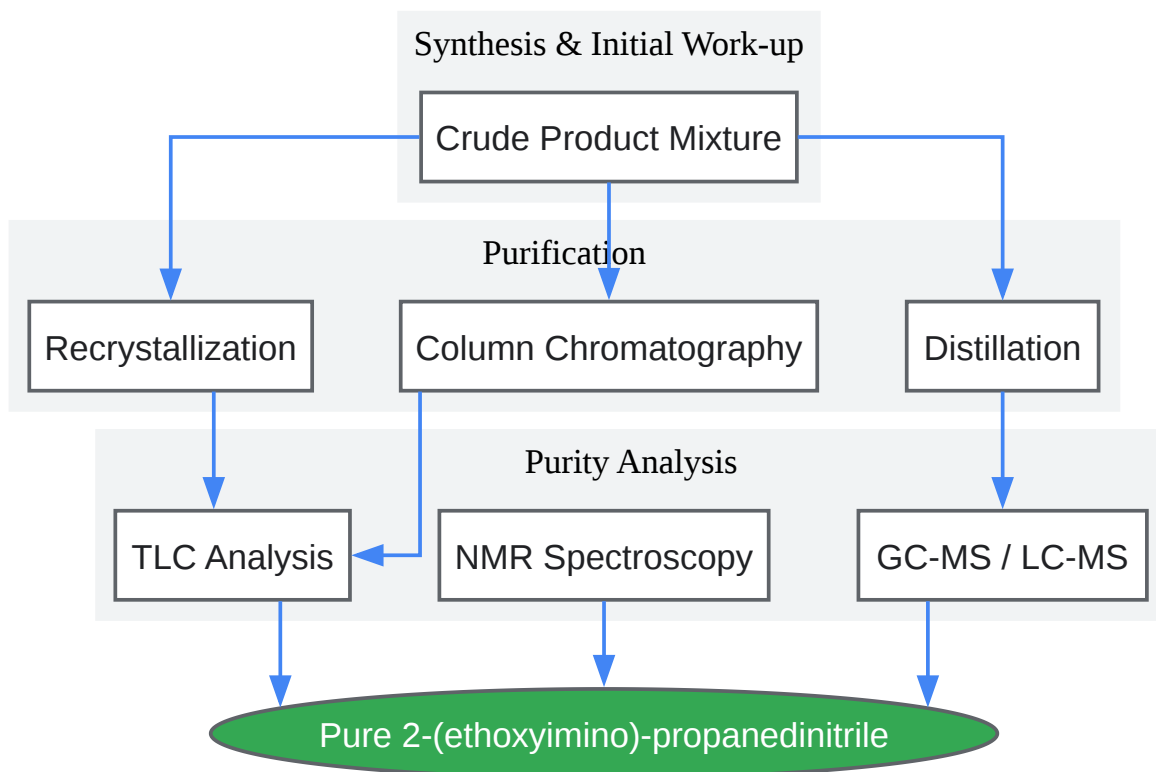 Synthesis & Initial Work-up
Crude Product Mixture
Purification
Recrystallization
Column Chromatography
Distillation
Purity Analysis
TLC Analysis
NMR Spectroscopy
GC-MS / LC-MS
Pure 2-(ethoxyimino)-propanedinitrile